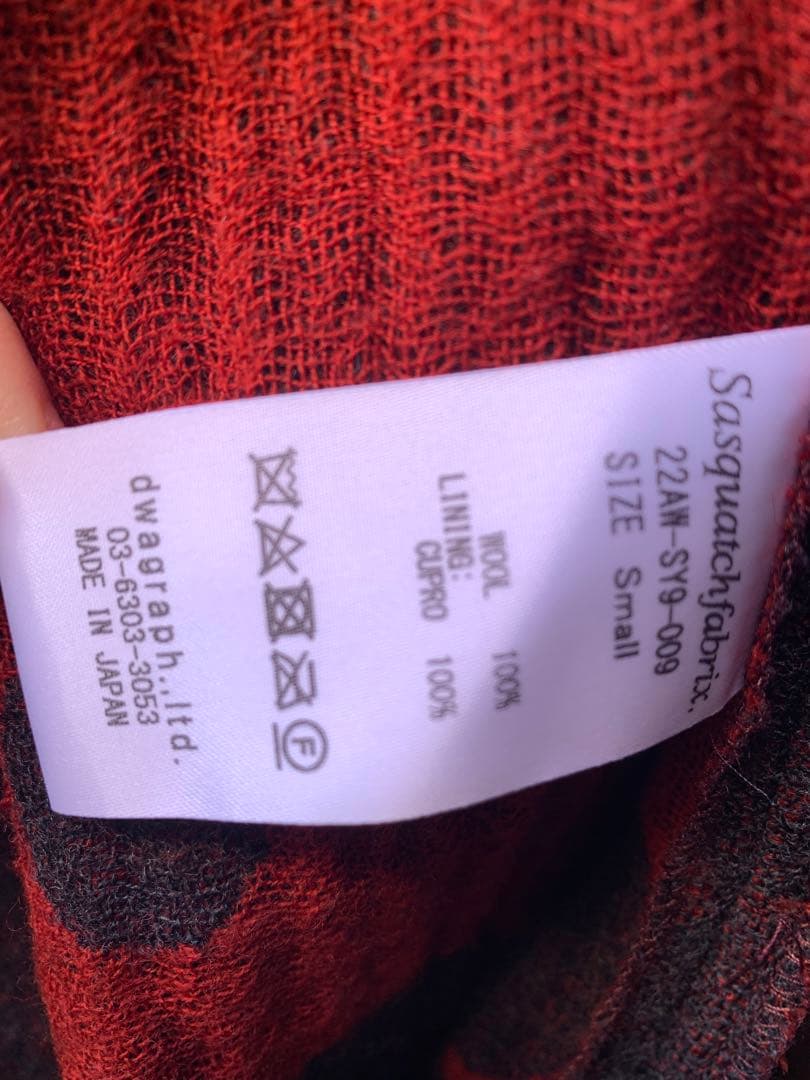 Sasquatchfabrix.
22AW-SY9-009
SIZE Small
WOOL 100%
LINING:
CUPRO 100%
F
dwagraph.,ltd.
03-6303-3053
MADE IN JAPAN